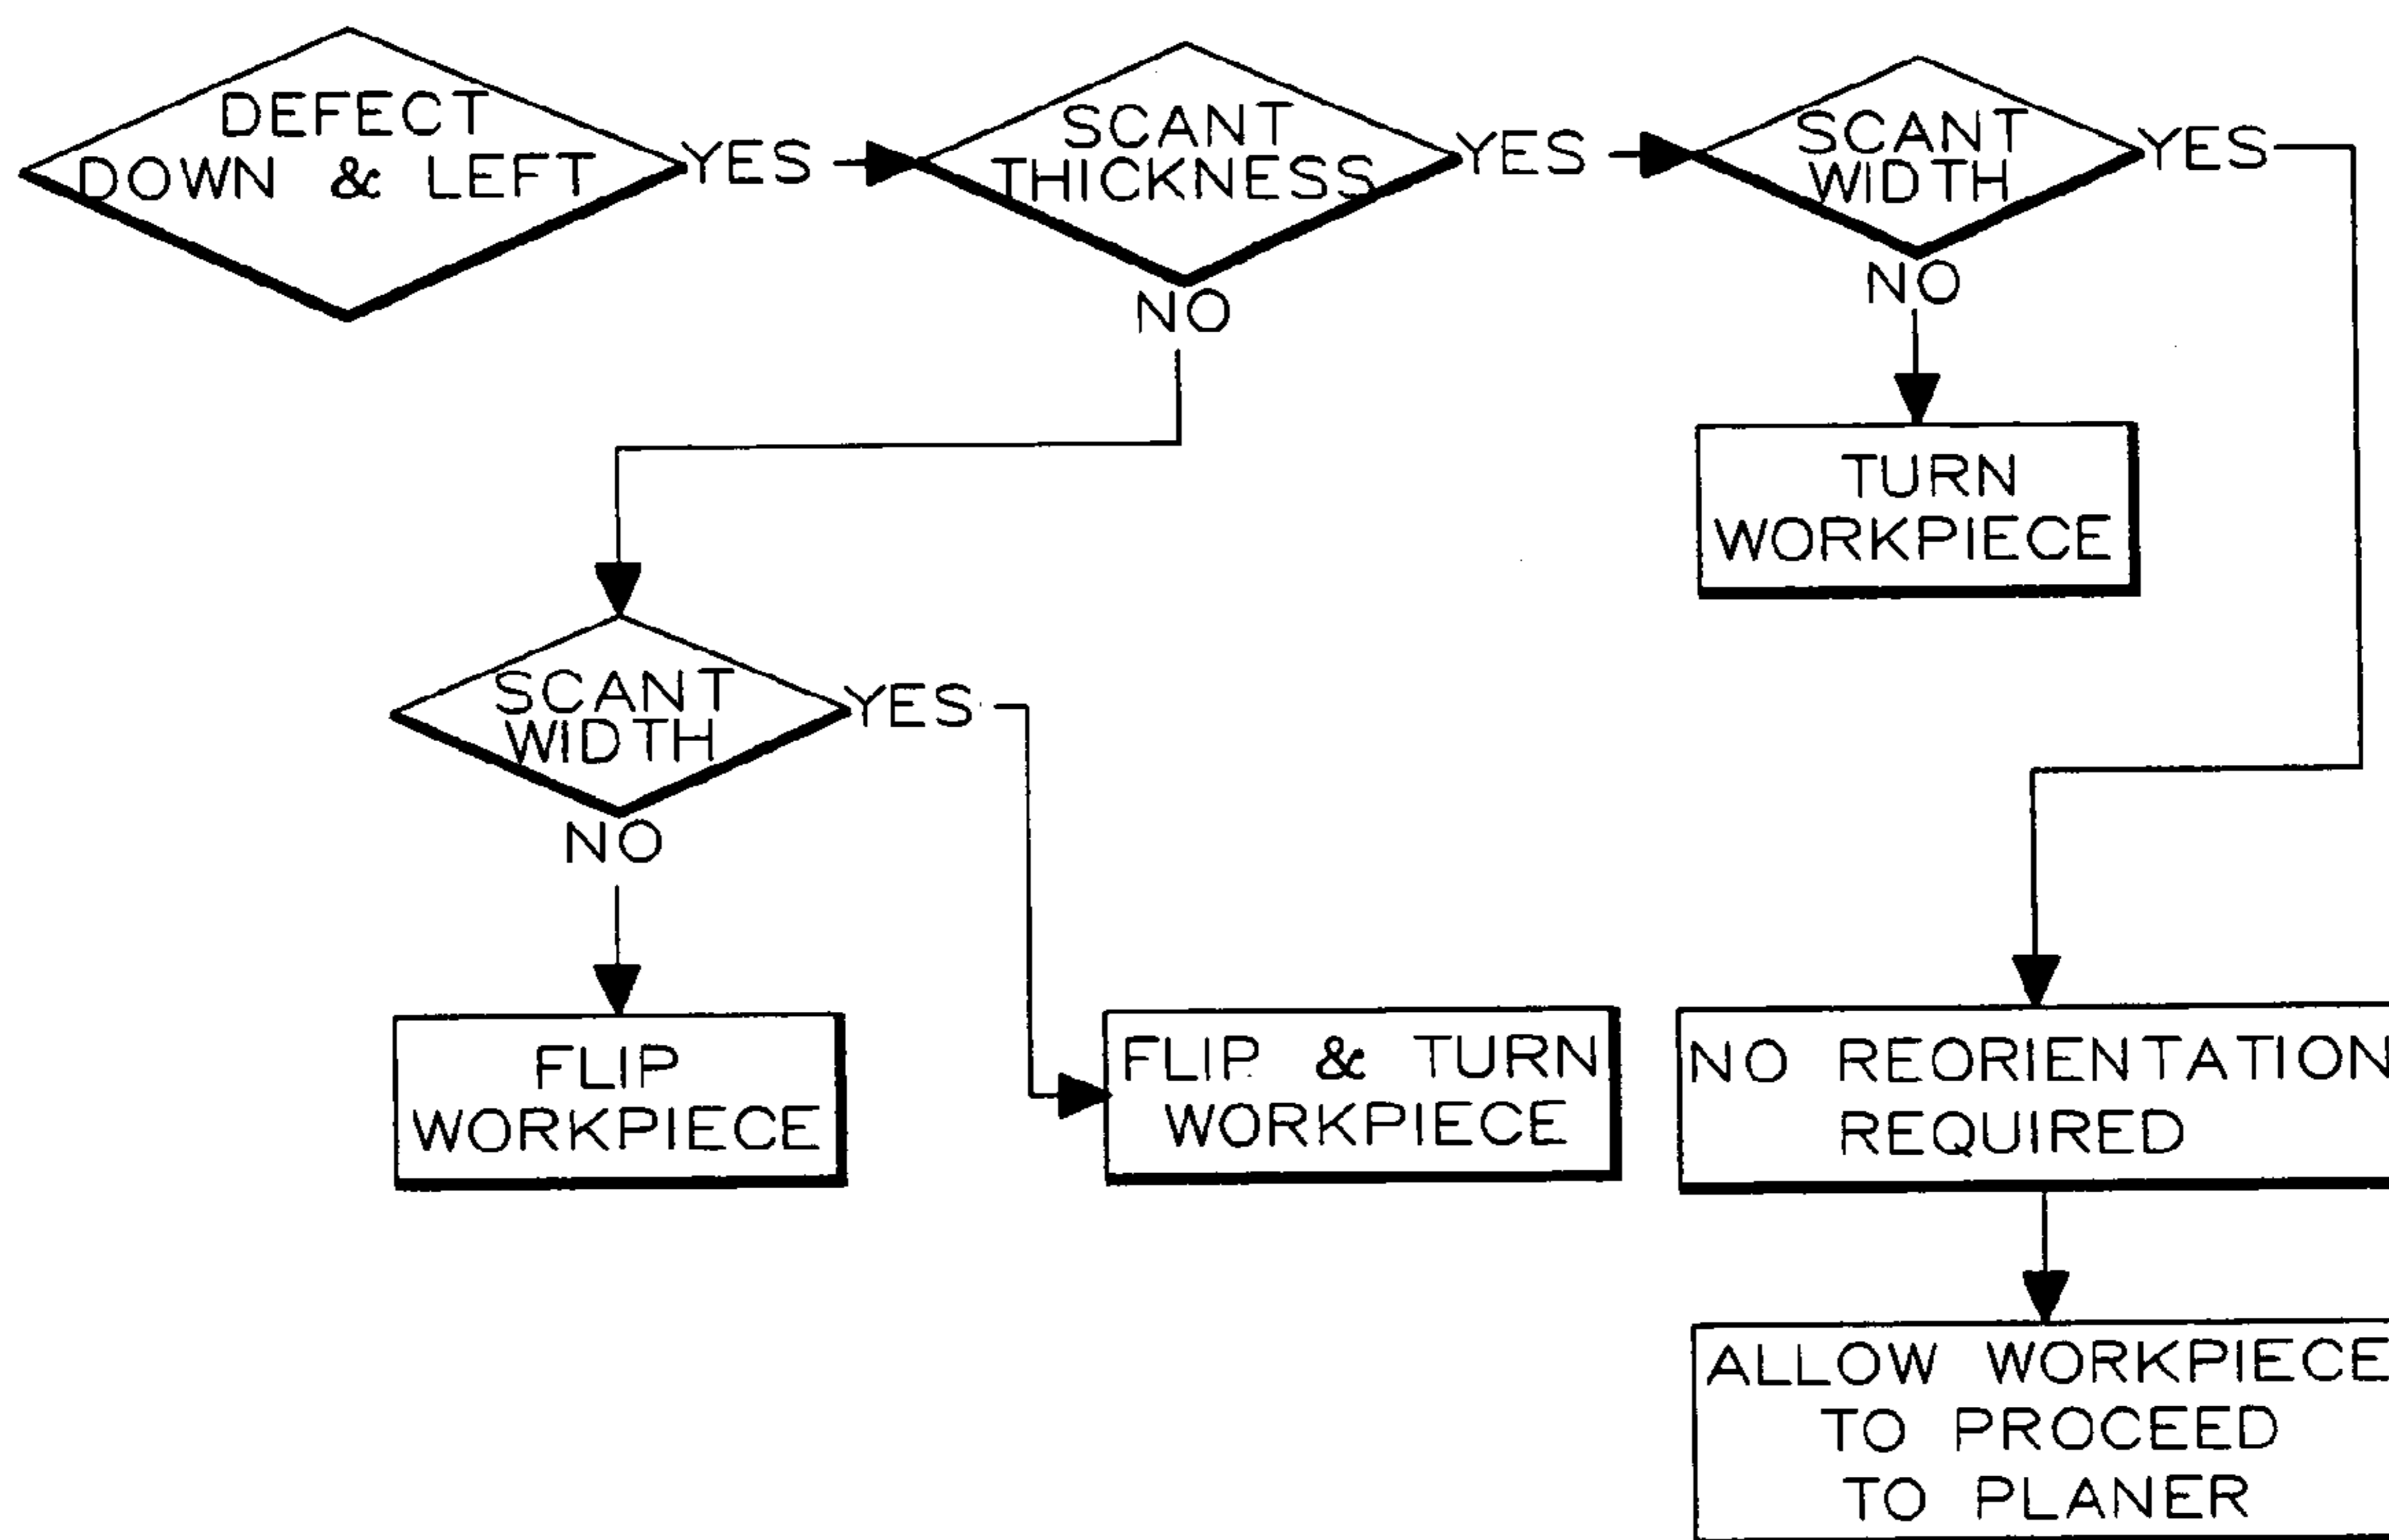 DEFECT
DOWN & LEFT
YES
SCANT
THICKNESS
YES
SCANT
WIDTH
YES
NO
NO
TURN
WORKPIECE
SCANT
WIDTH
YES
NO
FLIP
WORKPIECE
FLIP & TURN
WORKPIECE
NO REORIENTATION
REQUIRED
ALLOW WORKPIECE
TO PROCEED
TO PLANER